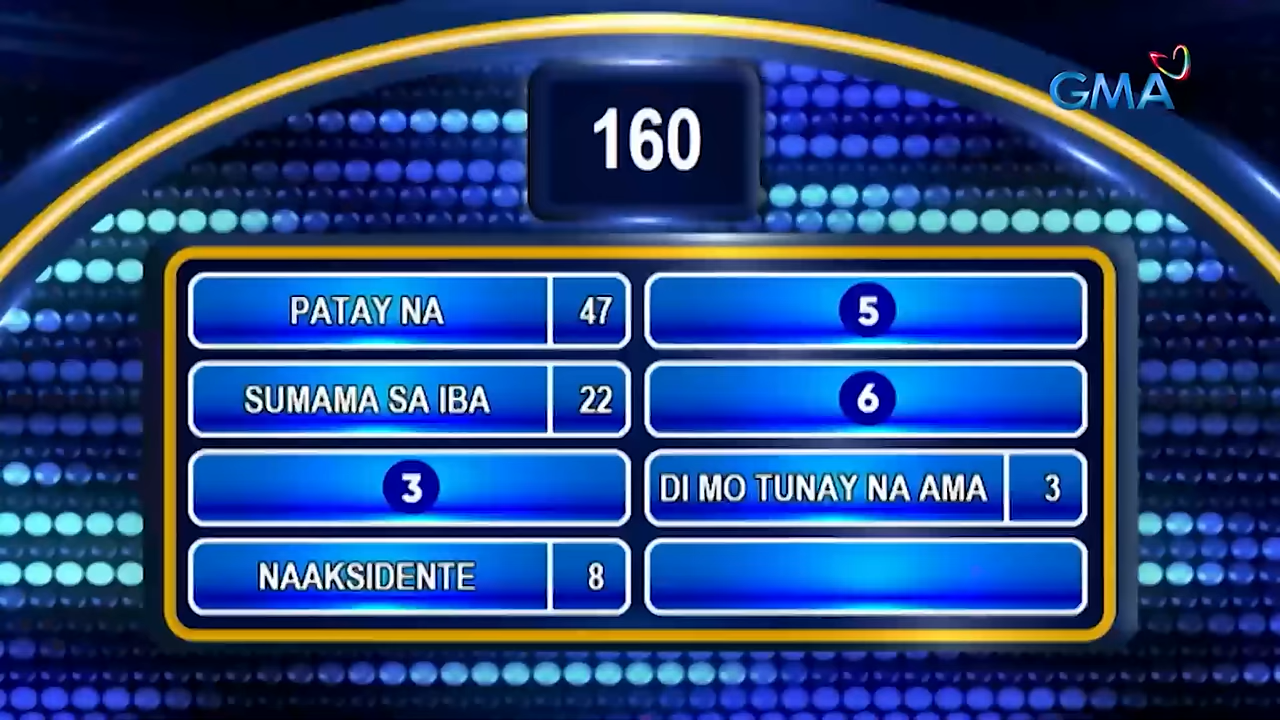 GMA
160
PATAY NA 47
SUMAMA SA IBA 22
3
NAAKSIDENTE 8
5
6
DI MO TUNAY NA AMA 3